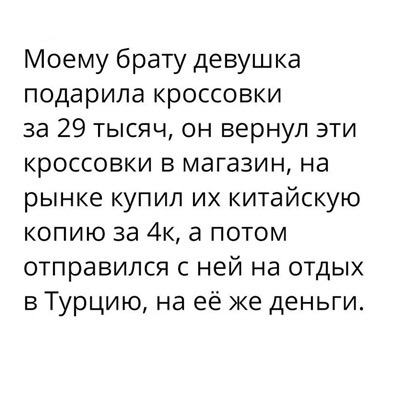 Моему брату девушка
подарила кроссовки
за 29 тысяч, он вернул эти
кроссовки в магазин, на
рынке купил их китайскую
копию за 4к, а потом
отправился с ней на отдых
в Турцию, на её же деньги.